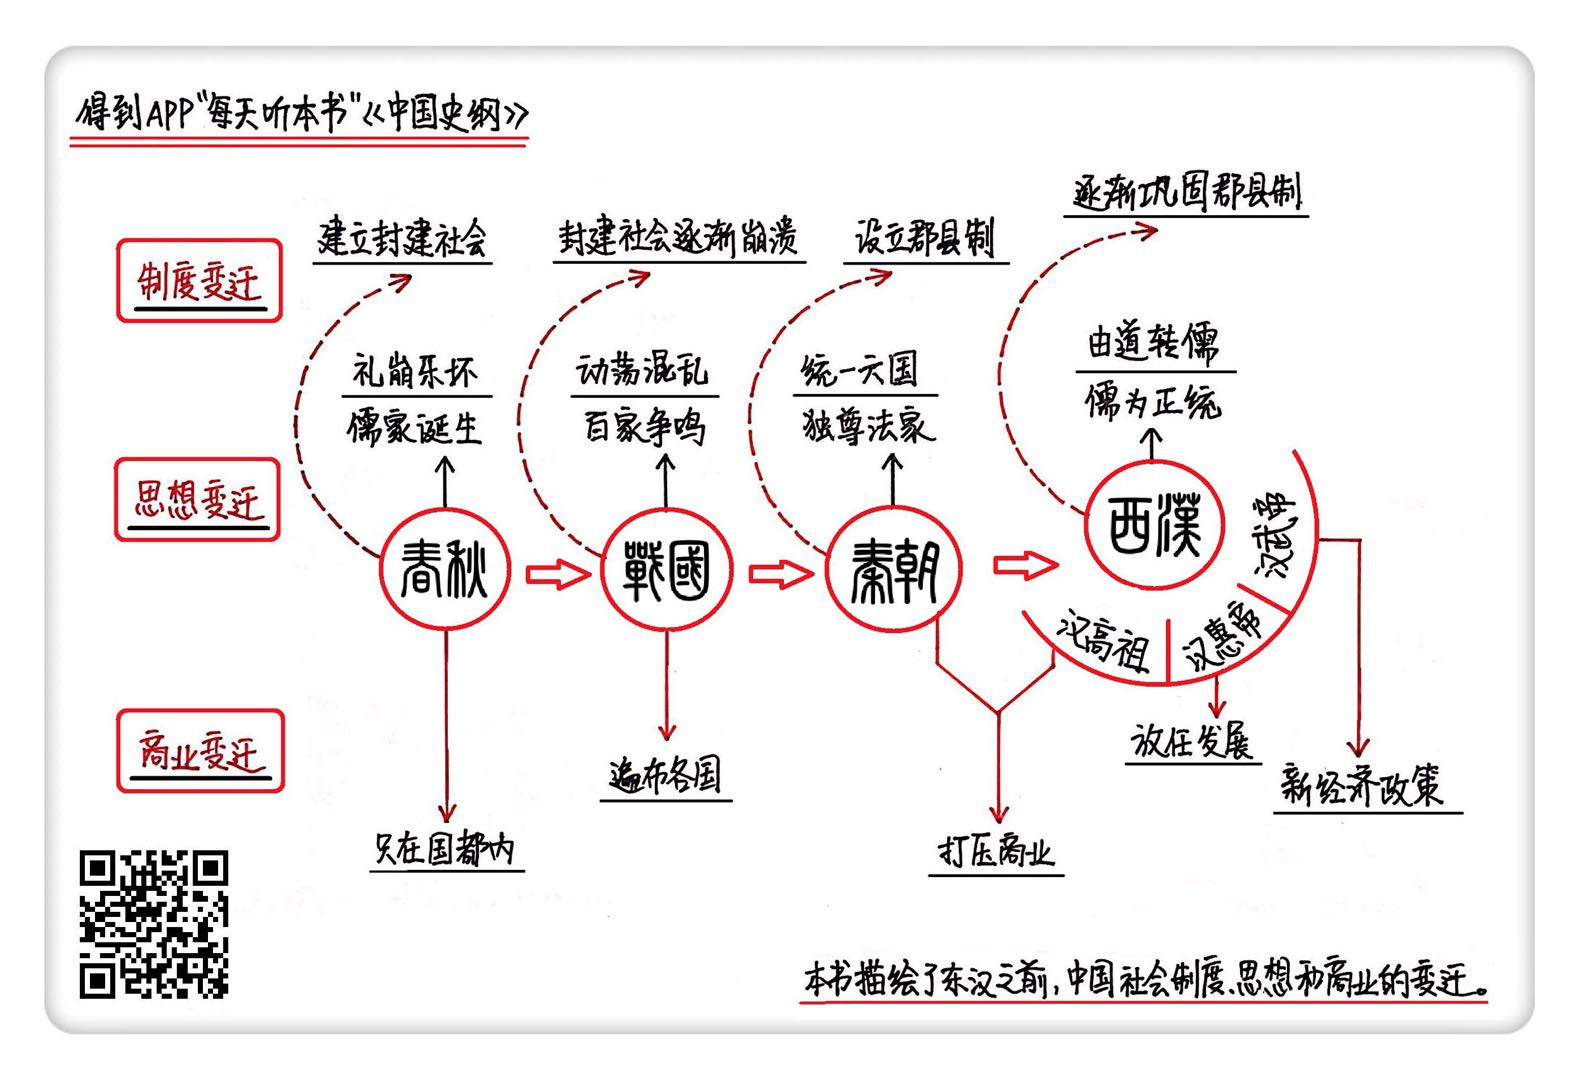 得到APP"每天听本书"《中国史纲》
逐渐巩固郡县制
建立封建社会
封建社会逐渐崩溃
设立郡县制
制度变迁
由道转儒
儒为正统
礼崩乐坏
儒家诞生
动荡混乱
百家争鸣
统一六国
独尊法家
思想变迁
春秋
戰國
秦朝
西漢
汉高祖
汉惠帝
汉武帝
商业变迁
只在国都内
遍布各国
打压商业
放任发展
新经济政策
本书描绘了东汉之前,中国社会制度、思想和商业的变迁。